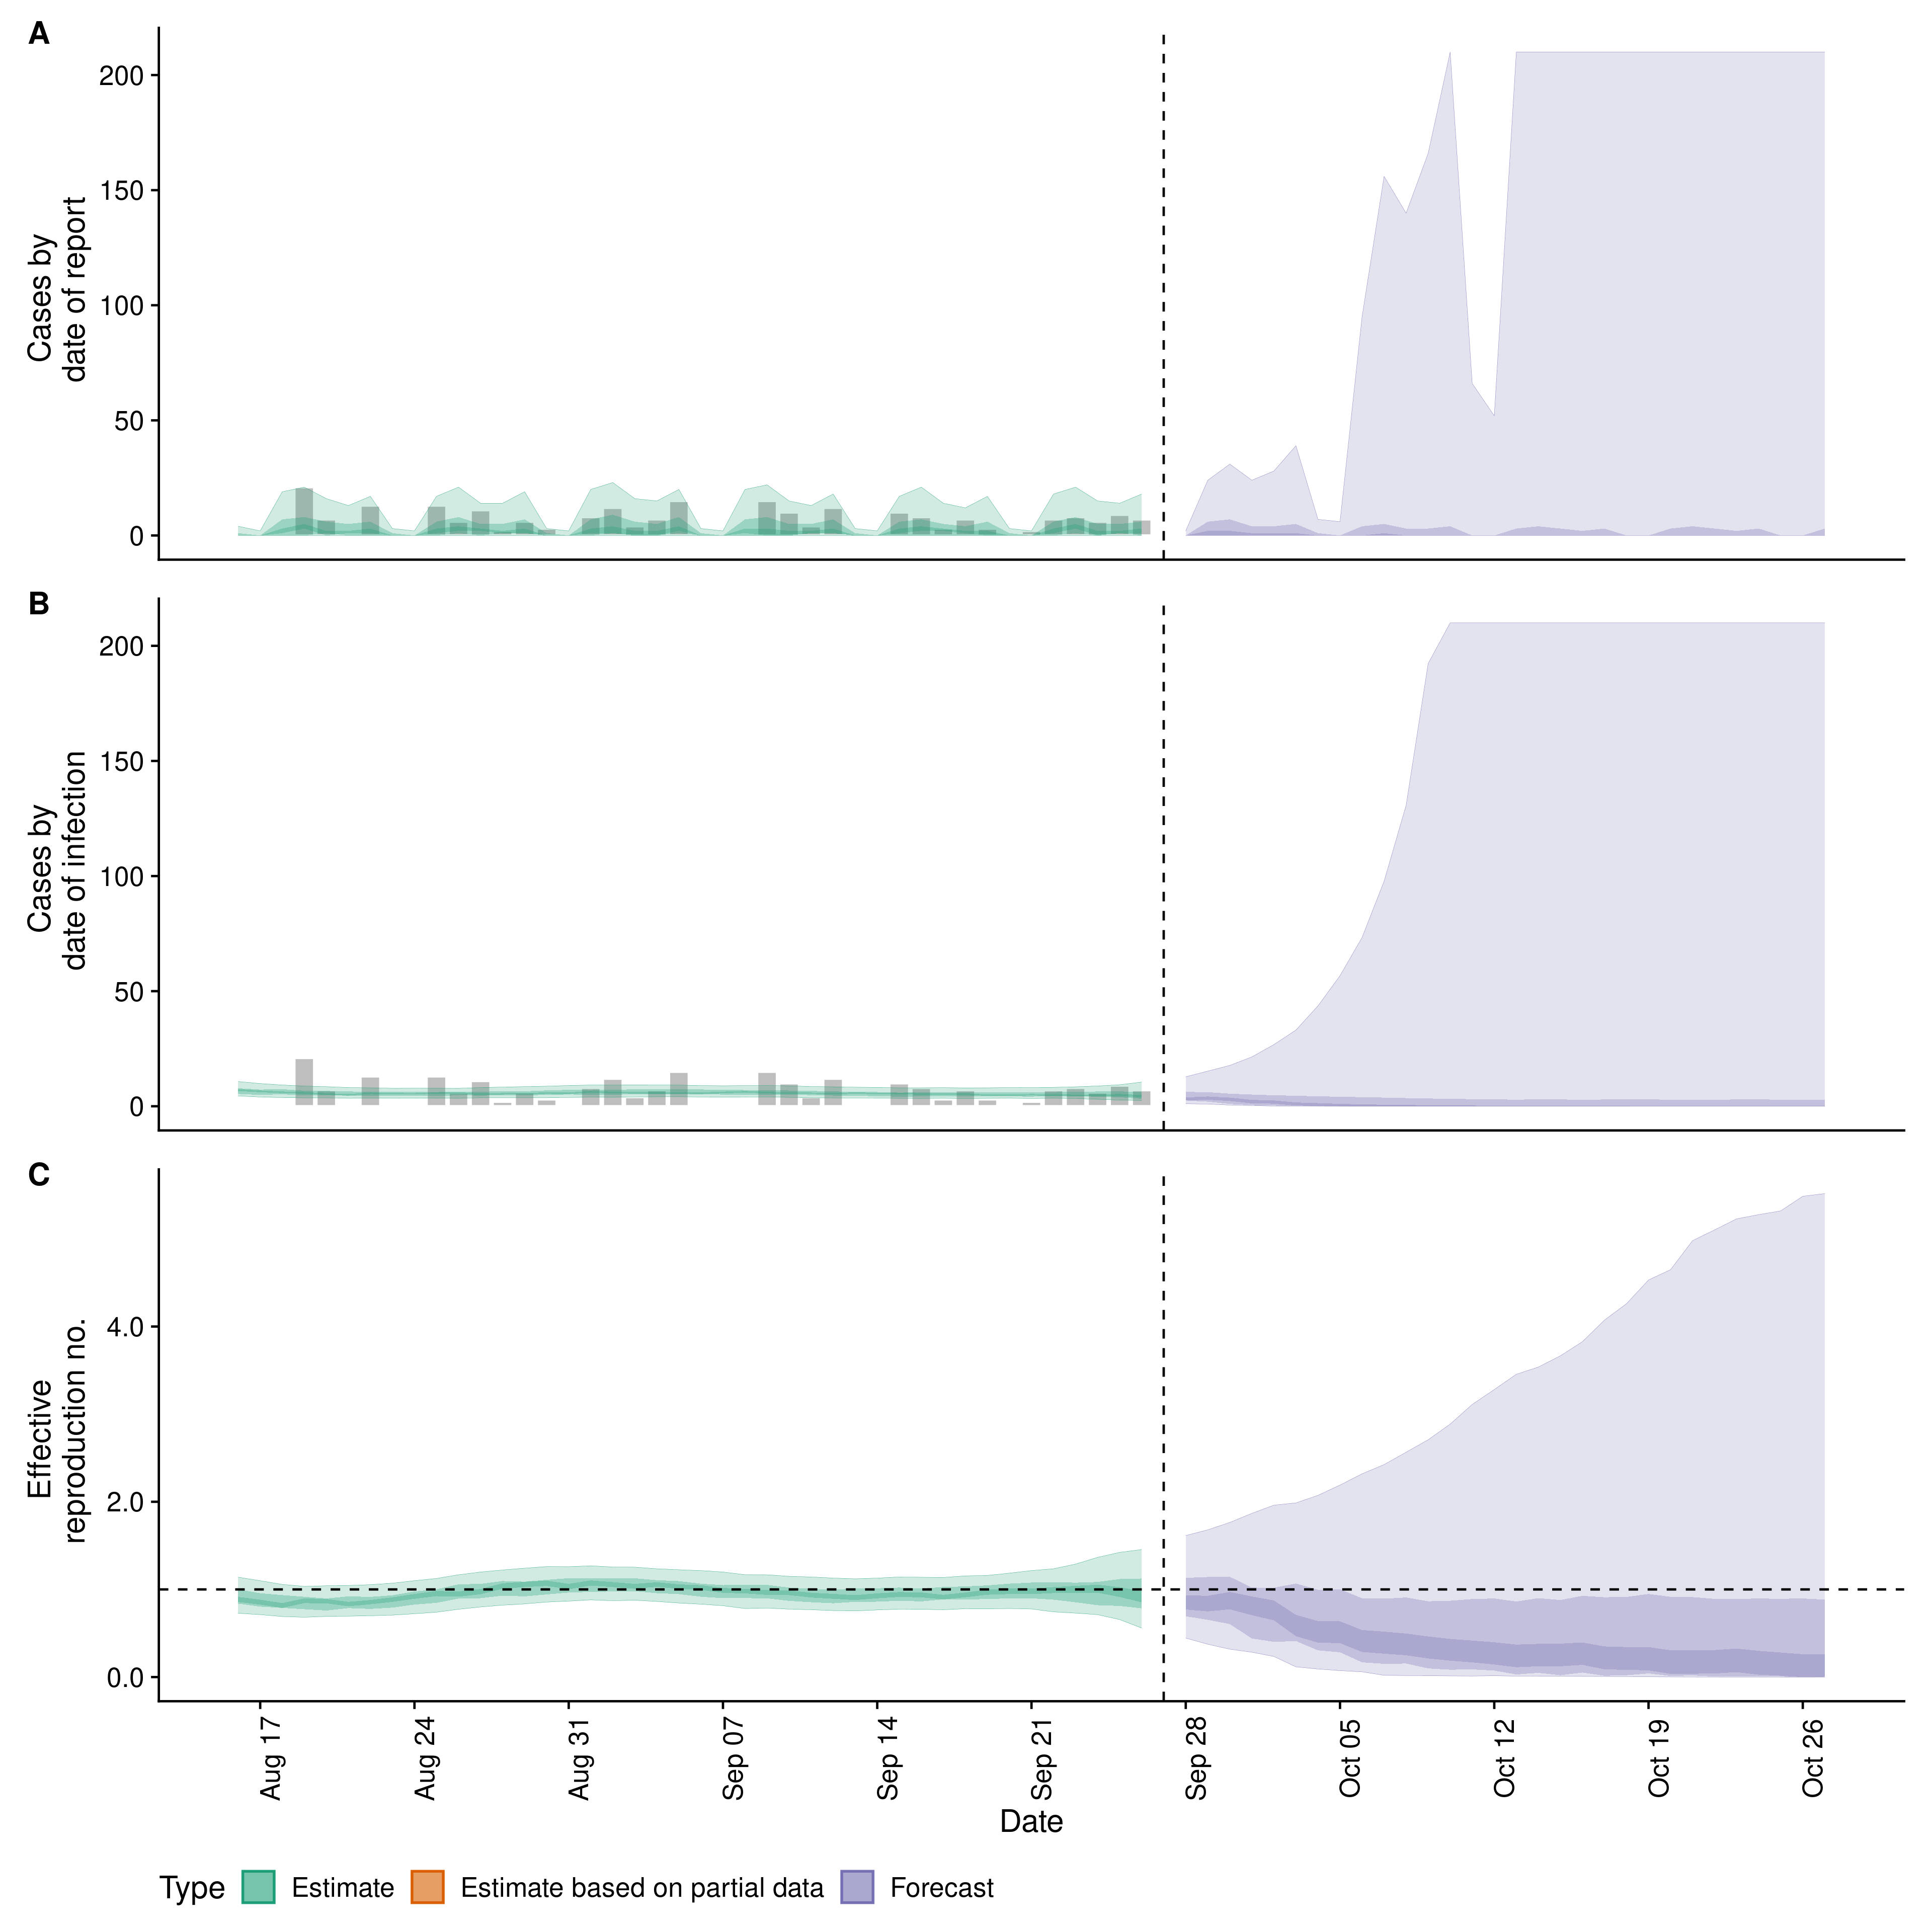 A
Cases by
date of report
200
150
100
50
0
B
Cases by
date of infection
200
150
100
50
0
C
Effective
reproduction no.
4.0
2.0
0.0
Aug 17
Aug 24
Aug 31
Sep 07
Sep 14
Sep 21
Sep 28
Oct 05
Oct 12
Oct 19
Oct 26
Date
Type Estimate Estimate based on partial data Forecast